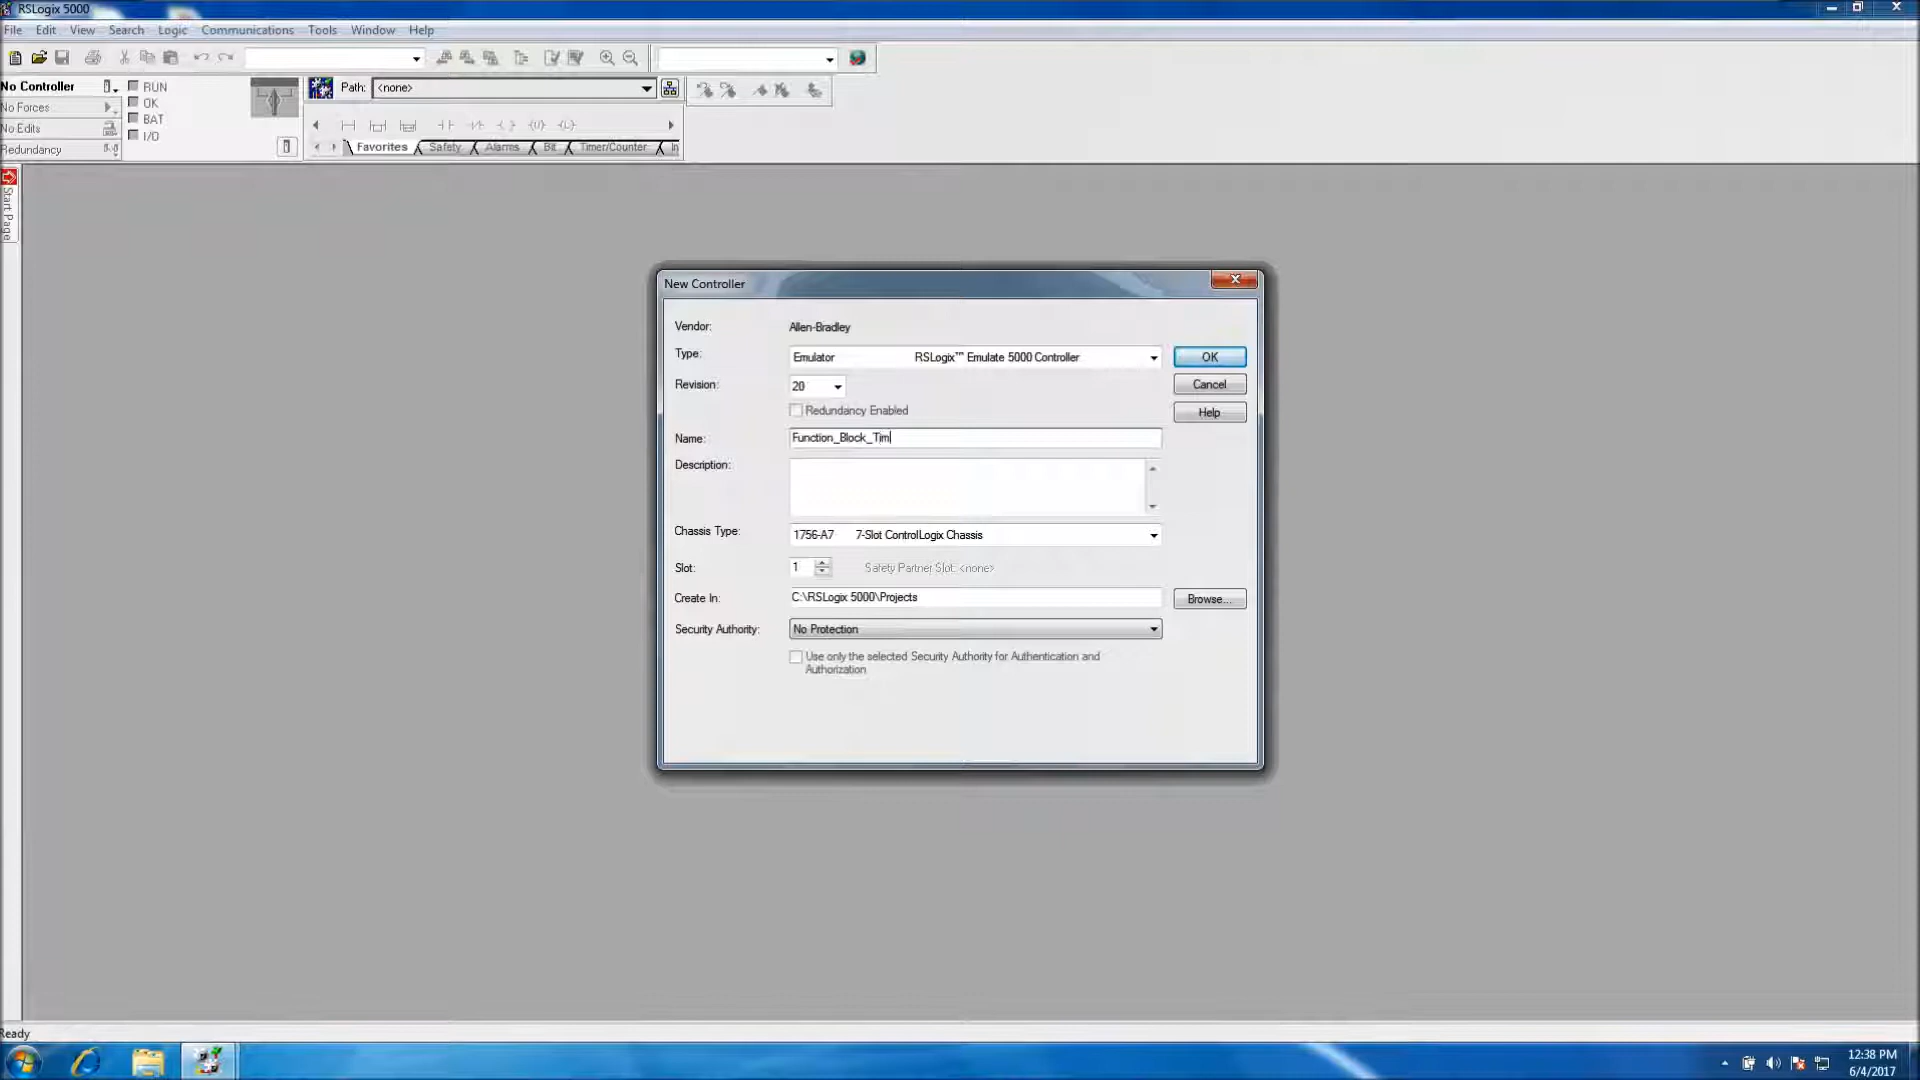 RSLogix 5000
File Edit View Search Logic Communications Tools Window Help
No Controller
RUN
Path: <none>
No Forces
OK
No Edits
BAT
Redundancy
I/O
Favorites Safety Alarms Bit Timer/Counter
Start Page
New Controller
Vendor: Allen-Bradley
Type: Emulator RSLogix™ Emulate 5000 Controller
OK
Revision: 20
Cancel
Redundancy Enabled
Help
Name: Function_Block_Tim
Description:
Chassis Type: 1756-A7 7-Slot ControlLogix Chassis
Slot: 1 Safety Partner Slot: <none>
Create In: C:\RSLogix 5000\Projects
Browse...
Security Authority: No Protection
Use only the selected Security Authority for Authentication and
Authorization
Ready
12:38 PM
6/4/2017